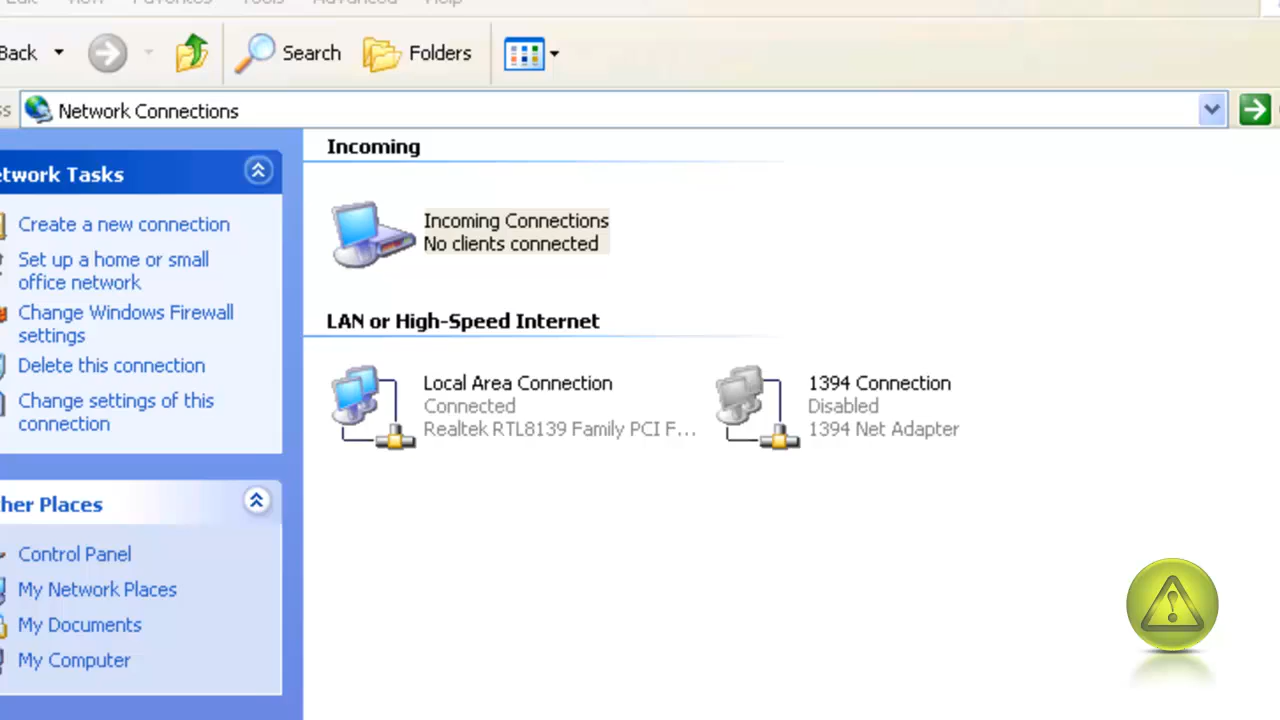 Back
Search
Folders
Network Connections
Incoming
etwork Tasks
Create a new connection
Set up a home or small
office network
Change Windows Firewall
settings
Delete this connection
Change settings of this
connection
Incoming Connections
No clients connected
LAN or High-Speed Internet
Local Area Connection
Connected
Realtek RTL8139 Family PCI F...
1394 Connection
Disabled
1394 Net Adapter
her Places
Control Panel
My Network Places
My Documents
My Computer